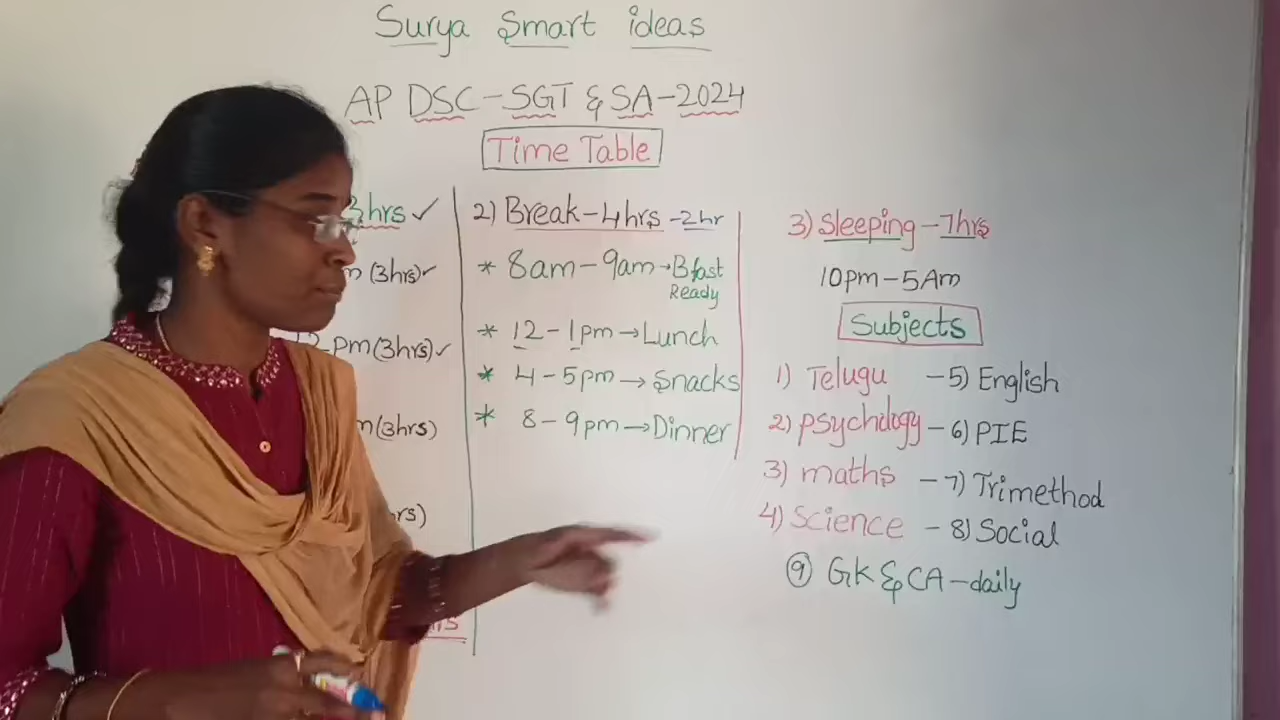 Surya Smart ideas
AP DSC-SGT & SA-2024
Time Table
3hrs ✓
(3hrs) ✓
pm (3hrs) ✓
m (3hrs)
2) Break-4hrs -2hr
* 8am-9am→Bfast
Ready
* 12-1pm→Lunch
* 4-5pm→Snacks
* 8-9pm→Dinner
3) Sleeping-7hrs
10pm-5Am
Subjects
1) Telugu -5) English
2) Psychology -6) PIE
3) maths -7) Trimethod
4) Science -8) Social
9 GK & CA-daily